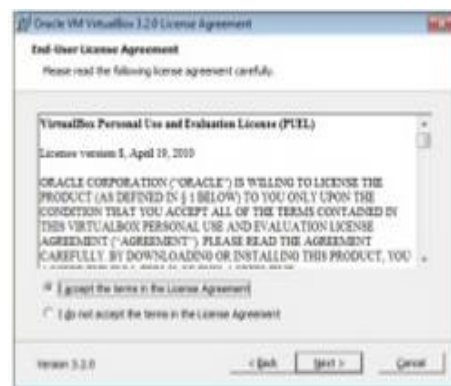 Oracle VM VirtualBox 3.2.0 License Agreement
End-User License Agreement
Please read the following license agreement carefully.
VirtualBox Personal Use and Evaluation License (PUEL)
License version 8, April 19, 2010
ORACLE CORPORATION ("ORACLE") IS WILLING TO LICENSE THE
PRODUCT (AS DEFINED IN § 1 BELOW) TO YOU ONLY UPON THE
CONDITION THAT YOU ACCEPT ALL OF THE TERMS CONTAINED IN
THIS VIRTUALBOX PERSONAL USE AND EVALUATION LICENSE
AGREEMENT ("AGREEMENT"). PLEASE READ THE AGREEMENT
CAREFULLY. BY DOWNLOADING OR INSTALLING THIS PRODUCT, YOU
I accept the terms in the License Agreement
I do not accept the terms in the License Agreement
Version 3.2.0
< Back
Next >
Cancel